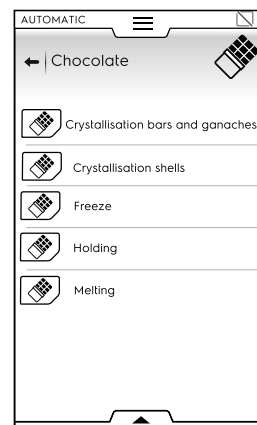 AUTOMATIC
Chocolate
Crystallisation bars and ganaches
Crystallisation shells
Freeze
Holding
Melting